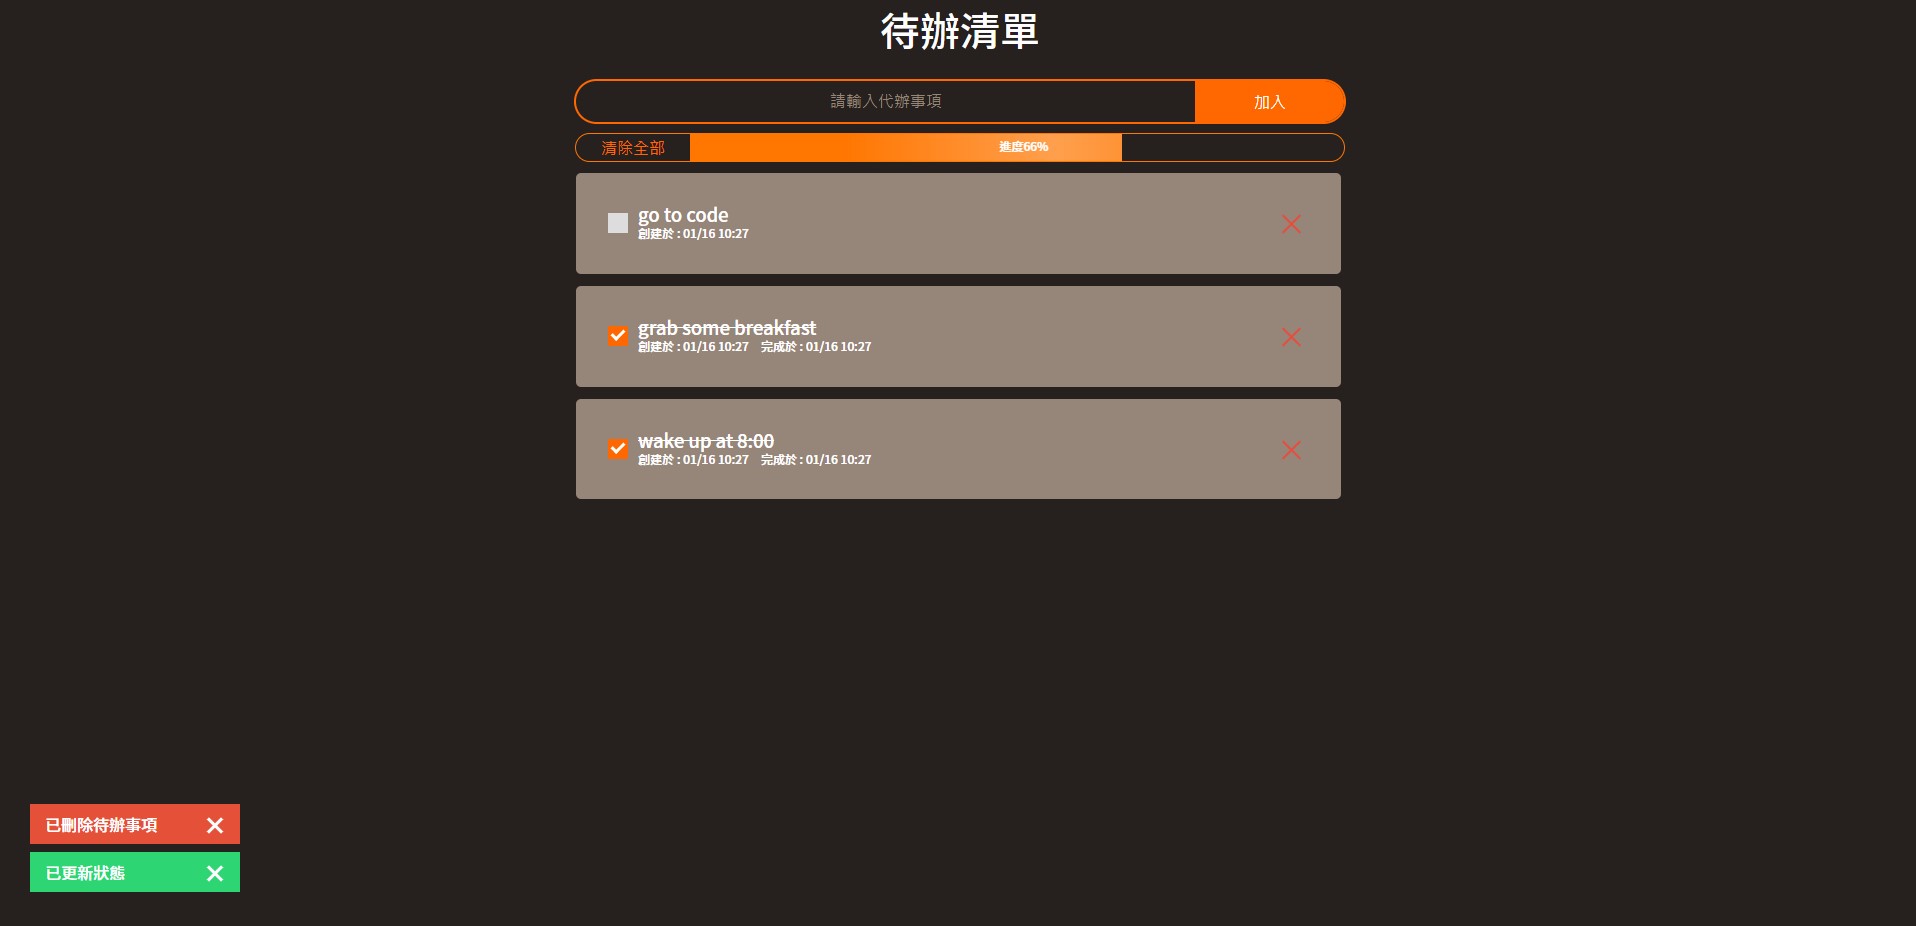 待辦清單
請輸入代辦事項 加入
清除全部 進度66%
go to code
創建於 : 01/16 10:27
grab some breakfast
創建於 : 01/16 10:27 完成於 : 01/16 10:27
wake up at 8:00
創建於 : 01/16 10:27 完成於 : 01/16 10:27
已刪除待辦事項
已更新狀態